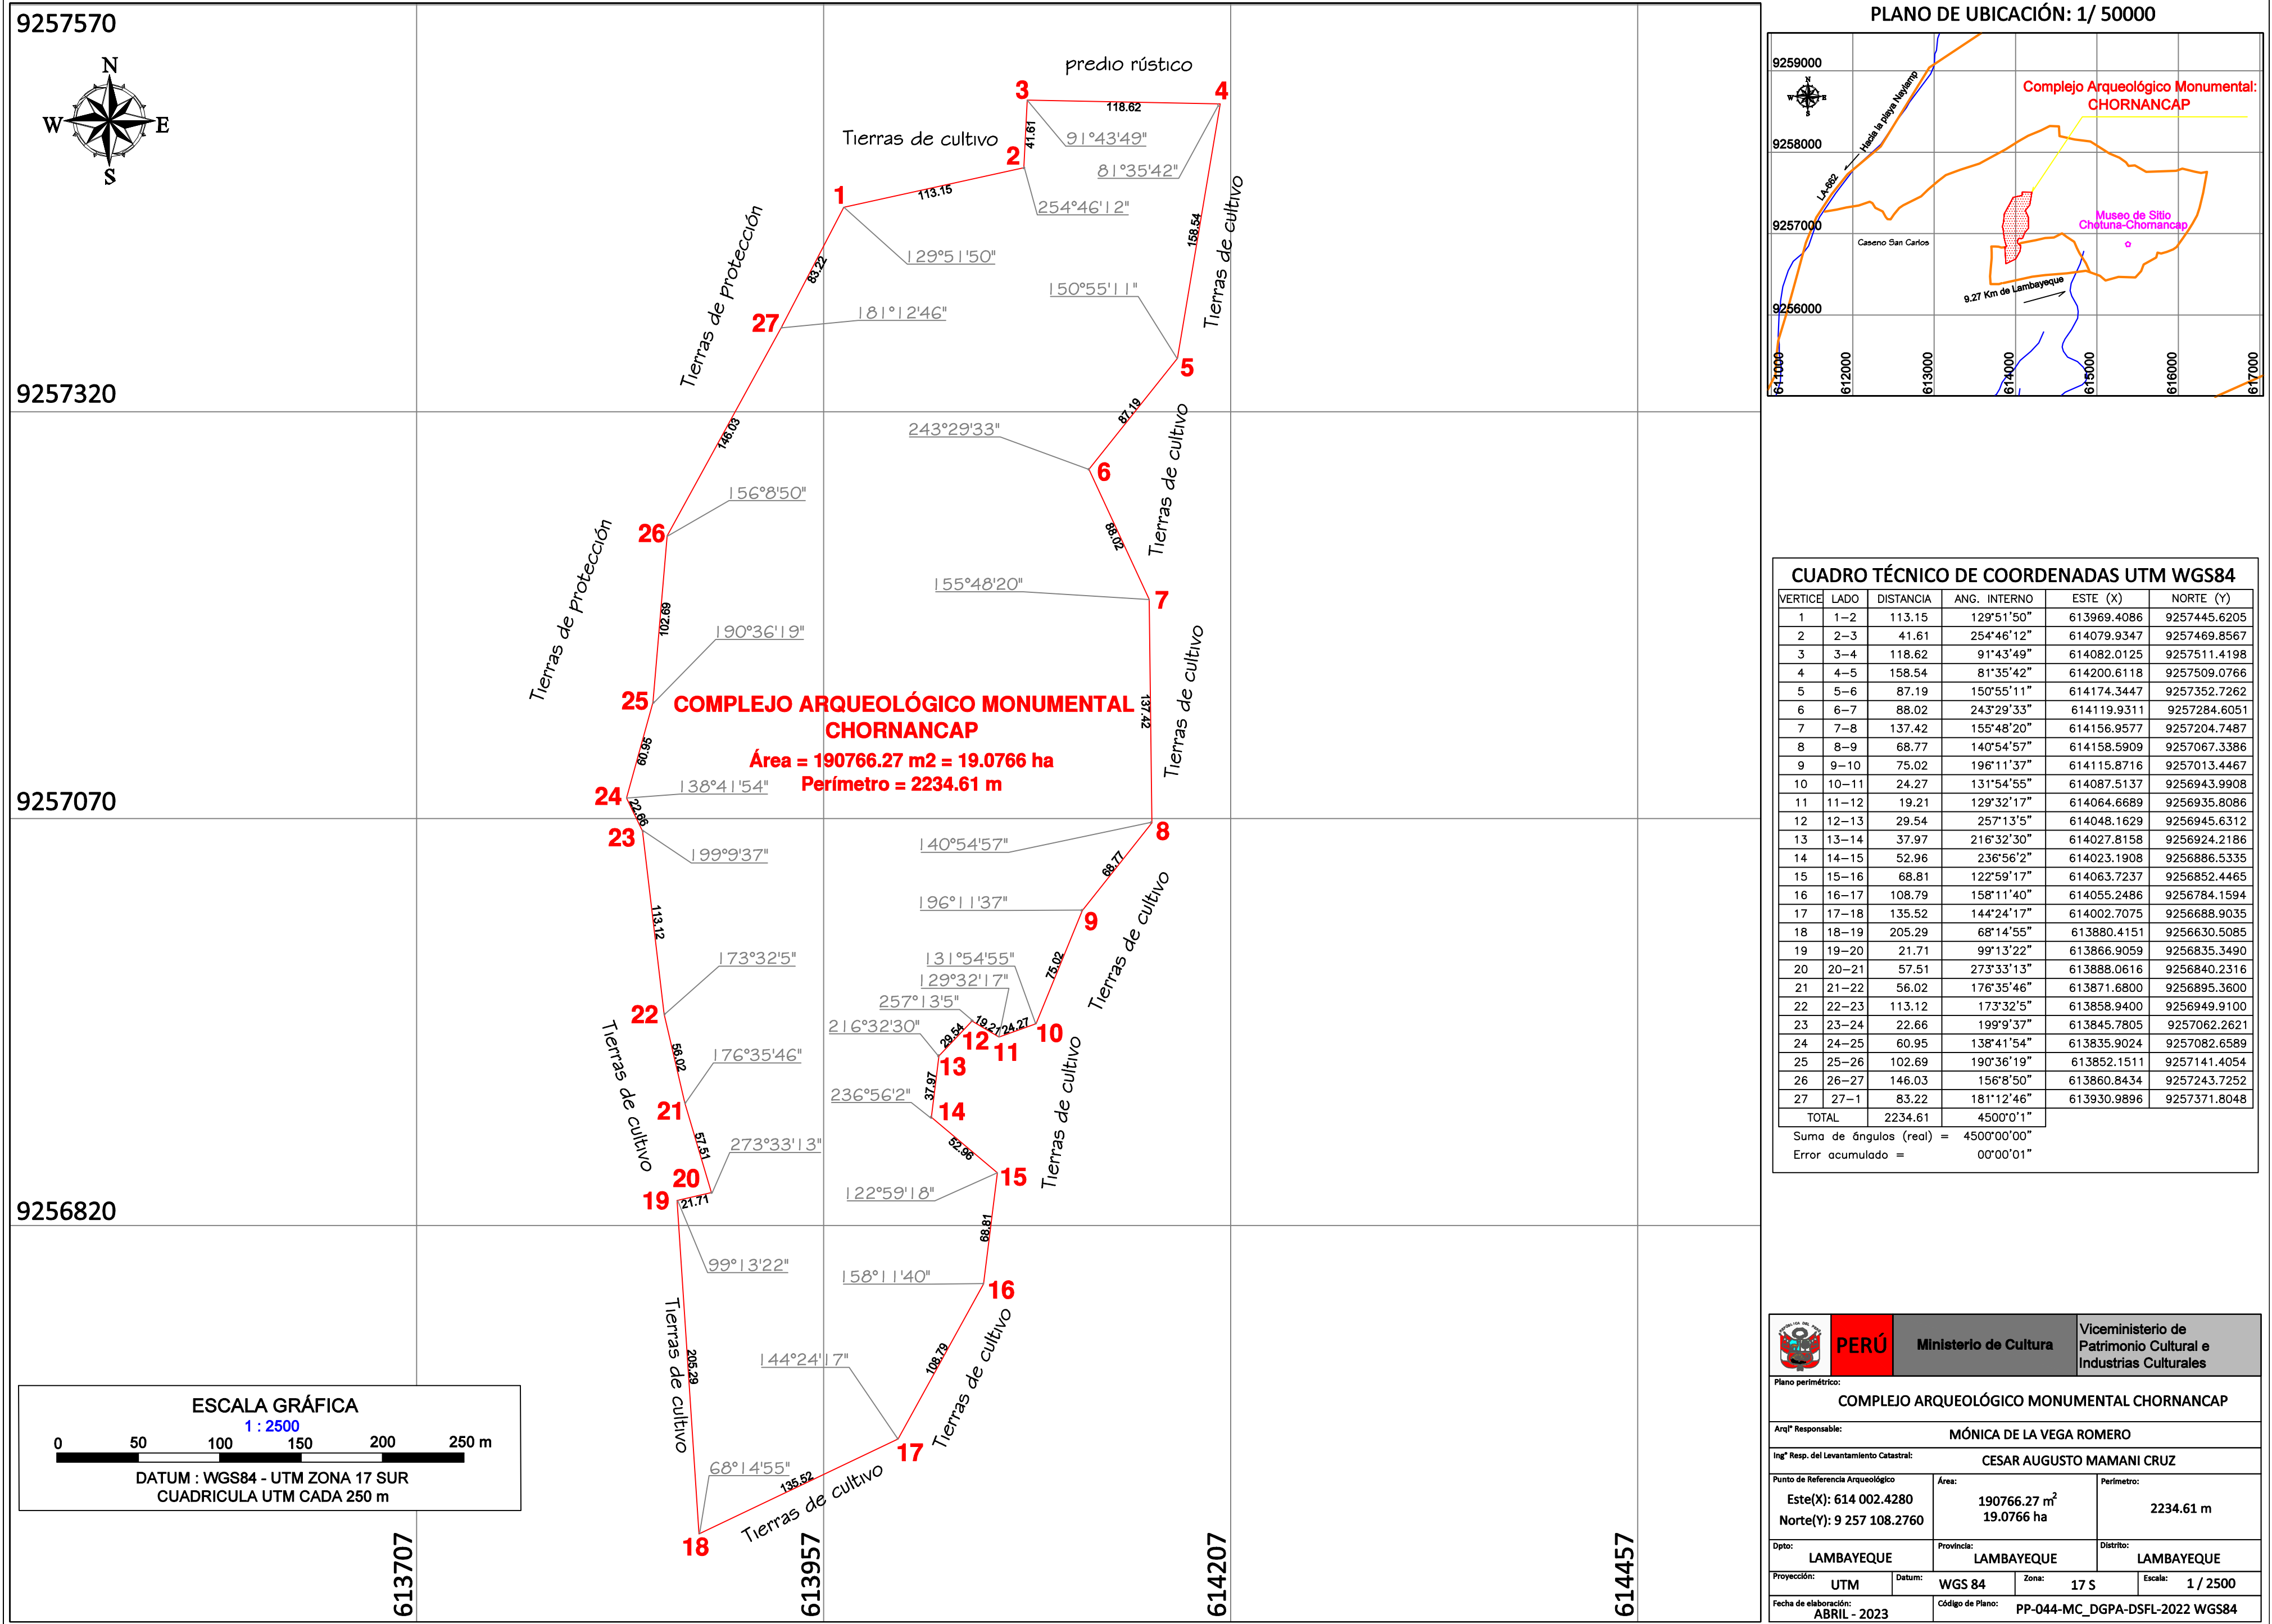 9257570
9257320
9257070
9256820
613707
613957
614207
614457
N
W E
S
predio rústico
Tierras de cultivo
Tierras de protección
Tierras de protección
Tierras de cultivo
Tierras de cultivo
Tierras de cultivo
Tierras de cultivo
Tierras de cultivo
Tierras de cultivo
Tierras de cultivo
Tierras de cultivo
Tierras de cultivo
1
2
3
4
5
6
7
8
9
10
11
12
13
14
15
16
17
18
19
20
21
22
23
24
25
26
27
113.15
41.61
118.62
158.54
87.19
88.02
137.42
68.77
75.02
24.27
19.21
29.54
37.97
52.96
68.81
108.79
135.52
205.29
21.71
57.51
56.02
113.12
22.66
60.95
102.69
146.03
83.22
91°43'49"
81°35'42"
254°46'12"
129°51'50"
150°55'11"
181°12'46"
243°29'33"
156°8'50"
155°48'20"
190°36'19"
138°41'54"
140°54'57"
199°9'37"
196°11'37"
173°32'5"
131°54'55"
129°32'17"
257°13'5"
216°32'30"
176°35'46"
236°56'2"
273°33'13"
122°59'18"
99°13'22"
158°11'40"
144°24'17"
68°14'55"
COMPLEJO ARQUEOLÓGICO MONUMENTAL
CHORNANCAP
Área = 190766.27 m2 = 19.0766 ha
Perímetro = 2234.61 m
ESCALA GRÁFICA
1 : 2500
0 50 100 150 200 250 m
DATUM : WGS84 - UTM ZONA 17 SUR
CUADRICULA UTM CADA 250 m
PLANO DE UBICACIÓN: 1/ 50000
9259000
9258000
9257000
9256000
611000
612000
613000
614000
615000
616000
617000
N
W E
S
Hacia la playa Naylamp
LA-662
Complejo Arqueológico Monumental:
CHORNANCAP
Museo de Sitio
Chotuna-Chornancap
Caserio San Carlos
9.27 Km de Lambayeque
CUADRO TÉCNICO DE COORDENADAS UTM WGS84
VERTICE LADO DISTANCIA ANG. INTERNO ESTE (X) NORTE (Y)
1 1-2 113.15 129°51'50" 613969.4086 9257445.6205
2 2-3 41.61 254°46'12" 614079.9347 9257469.8567
3 3-4 118.62 91°43'49" 614082.0125 9257511.4198
4 4-5 158.54 81°35'42" 614200.6118 9257509.0766
5 5-6 87.19 150°55'11" 614174.3447 9257352.7262
6 6-7 88.02 243°29'33" 614119.9311 9257284.6051
7 7-8 137.42 155°48'20" 614156.9577 9257204.7487
8 8-9 68.77 140°54'57" 614158.5909 9257067.3386
9 9-10 75.02 196°11'37" 614115.8716 9257013.4467
10 10-11 24.27 131°54'55" 614087.5137 9256943.9908
11 11-12 19.21 129°32'17" 614064.6689 9256935.8086
12 12-13 29.54 257°13'5" 614048.1629 9256945.6312
13 13-14 37.97 216°32'30" 614027.8158 9256924.2186
14 14-15 52.96 236°56'2" 614023.1908 9256886.5335
15 15-16 68.81 122°59'17" 614063.7237 9256852.4465
16 16-17 108.79 158°11'40" 614055.2486 9256784.1594
17 17-18 135.52 144°24'17" 614002.7075 9256688.9035
18 18-19 205.29 68°14'55" 613880.4151 9256630.5085
19 19-20 21.71 99°13'22" 613866.9059 9256835.3490
20 20-21 57.51 273°33'13" 613888.0616 9256840.2316
21 21-22 56.02 176°35'46" 613871.6800 9256895.3600
22 22-23 113.12 173°32'5" 613858.9400 9256949.9100
23 23-24 22.66 199°9'37" 613845.7805 9257062.2621
24 24-25 60.95 138°41'54" 613835.9024 9257082.6589
25 25-26 102.69 190°36'19" 613852.1511 9257141.4054
26 26-27 146.03 156°8'50" 613860.8434 9257243.7252
27 27-1 83.22 181°12'46" 613930.9896 9257371.8048
TOTAL 2234.61 4500°0'1"
Suma de ángulos (real) = 4500°00'00"
Error acumulado = 00°00'01"
PERÚ
Ministerio de Cultura
Viceministerio de
Patrimonio Cultural e
Industrias Culturales
Plano perimétrico:
COMPLEJO ARQUEOLÓGICO MONUMENTAL CHORNANCAP
Arql° Responsable:
MÓNICA DE LA VEGA ROMERO
Ing° Resp. del Levantamiento Catastral:
CESAR AUGUSTO MAMANI CRUZ
Punto de Referencia Arqueológico
Este(X): 614 002.4280
Norte(Y): 9 257 108.2760
Área:
190766.27 m2
19.0766 ha
Perimetro:
2234.61 m
Dpto: LAMBAYEQUE
Provincia: LAMBAYEQUE
Distrito: LAMBAYEQUE
Proyección: UTM
Datum: WGS 84
Zona: 17 S
Escala: 1 / 2500
Fecha de elaboración: ABRIL - 2023
Código de Plano: PP-044-MC_DGPA-DSFL-2022 WGS84